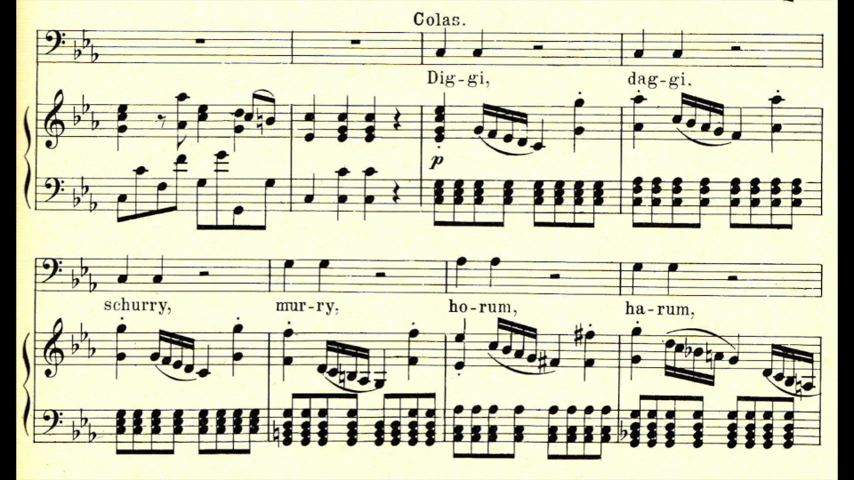 Colas.
Dig-gi, dag-gi.
p
schurry, mur-ry, ho-rum, ha-rum,